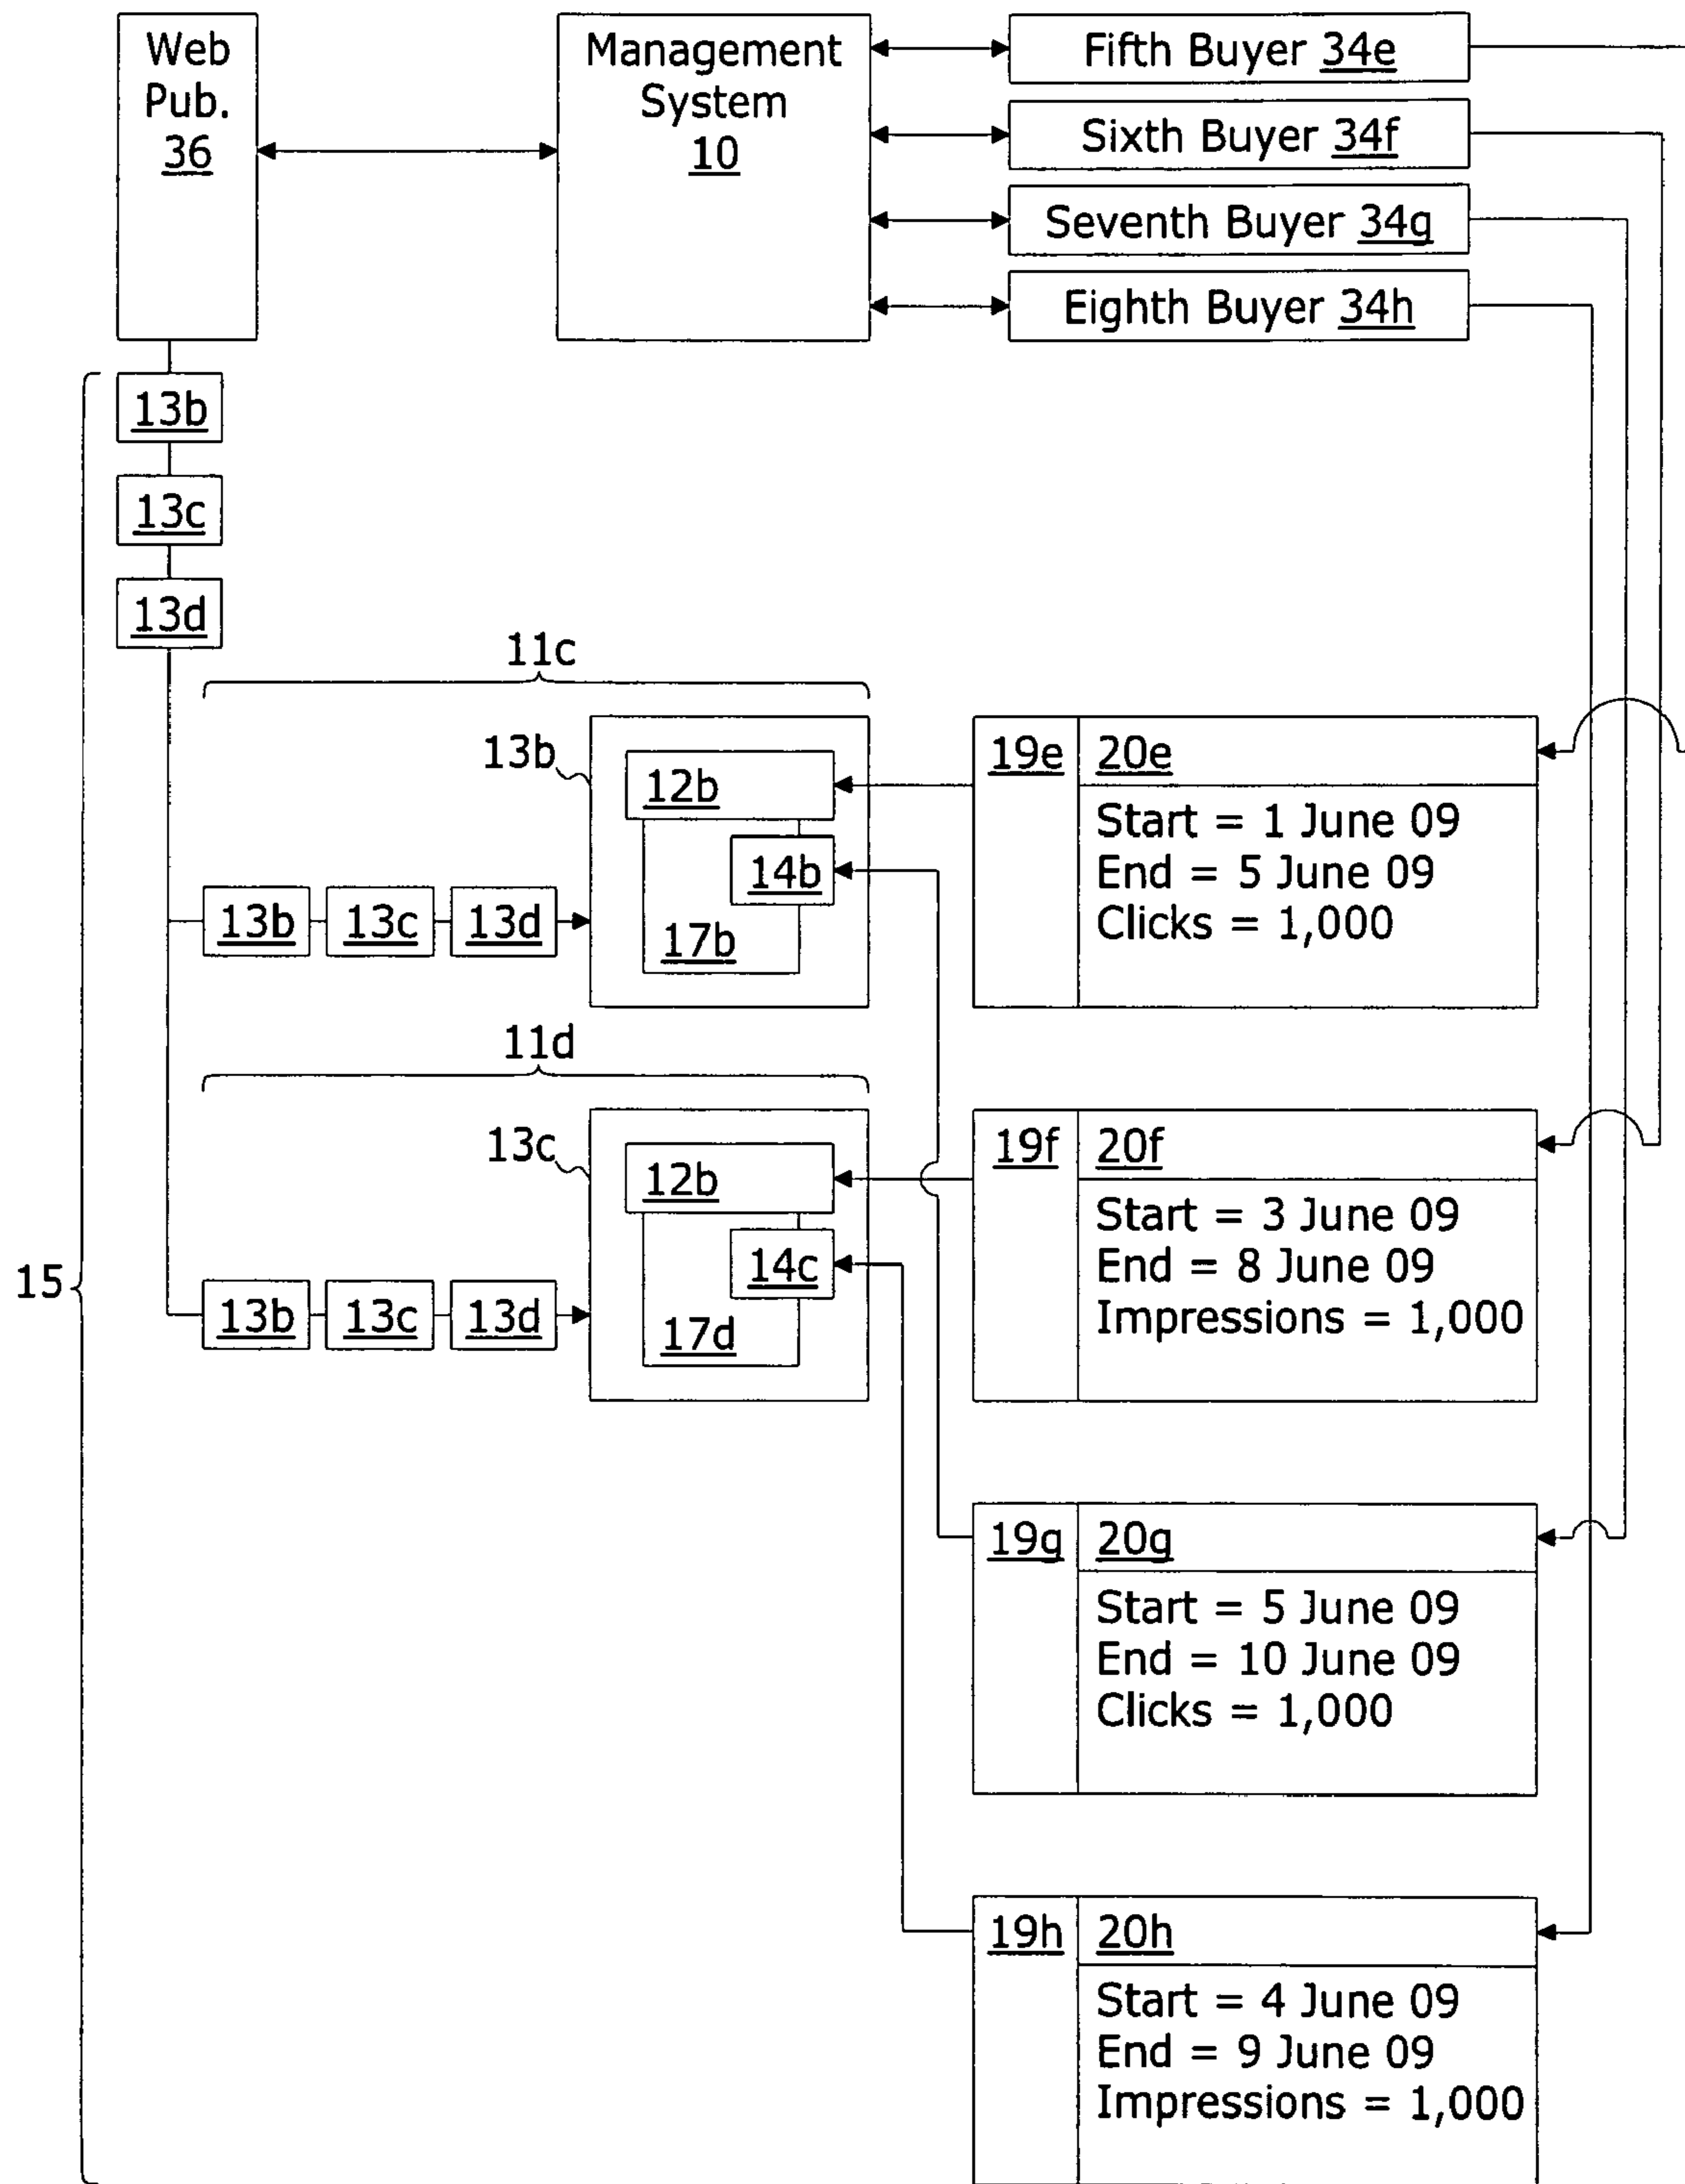 Web
Pub.
36
Management
System
10
Fifth Buyer 34e
Sixth Buyer 34f
Seventh Buyer 34g
Eighth Buyer 34h
13b
13c
13d
11c
13b
12b
14b
17b
13b 13c 13d
19e 20e
Start = 1 June 09
End = 5 June 09
Clicks = 1,000
11d
13c
12b
14c
17d
13b 13c 13d
19f 20f
Start = 3 June 09
End = 8 June 09
Impressions = 1,000
15
19g 20g
Start = 5 June 09
End = 10 June 09
Clicks = 1,000
19h 20h
Start = 4 June 09
End = 9 June 09
Impressions = 1,000